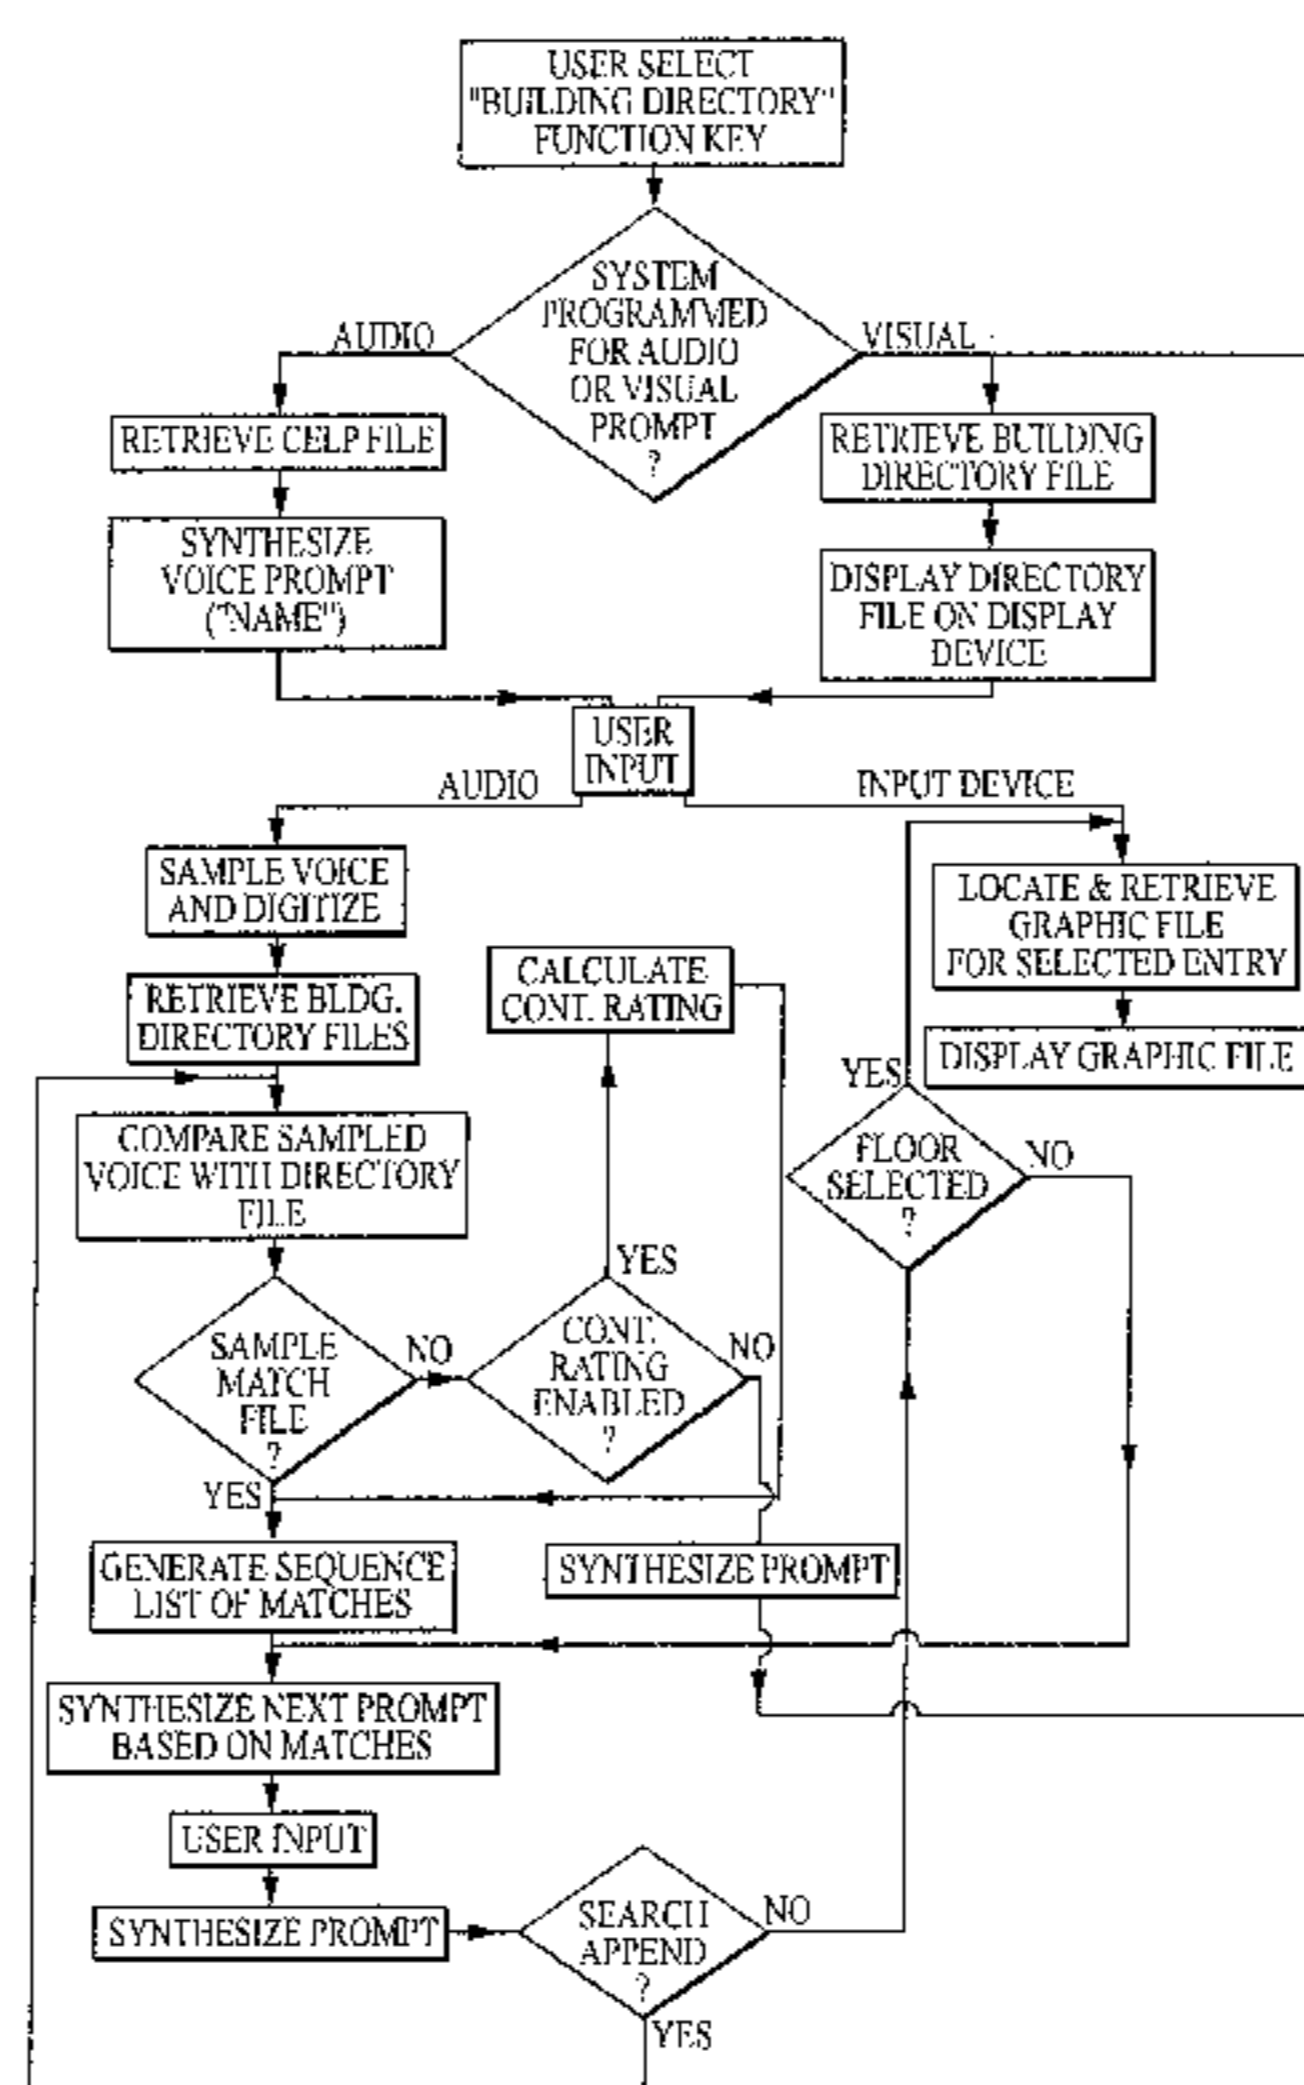 USER SELECT
"BUILDING DIRECTORY"
FUNCTION KEY
SYSTEM
PROGRAMMED
FOR AUDIO
OR VISUAL
PROMPT
?
AUDIO
VISUAL
RETRIEVE CELP FILE
RETRIEVE BUILDING
DIRECTORY FILE
SYNTHESIZE
VOICE PROMPT
("NAME")
DISPLAY DIRECTORY
FILE ON DISPLAY
DEVICE
USER
INPUT
AUDIO
INPUT DEVICE
SAMPLE VOICE
AND DIGITIZE
LOCATE & RETRIEVE
GRAPHIC FILE
FOR SELECTED ENTRY
RETRIEVE BLDG.
DIRECTORY FILES
CALCULATE
CONT. RATING
DISPLAY GRAPHIC FILE
YES
FLOOR
SELECTED
?
NO
COMPARE SAMPLED
VOICE WITH DIRECTORY
FILE
SAMPLE
MATCH
FILE
?
NO
YES
CONT.
RATING
ENABLED
?
NO
YES
GENERATE SEQUENCE
LIST OF MATCHES
SYNTHESIZE PROMPT
SYNTHESIZE NEXT PROMPT
BASED ON MATCHES
USER INPUT
SYNTHESIZE PROMPT
SEARCH
APPEND
?
NO
YES